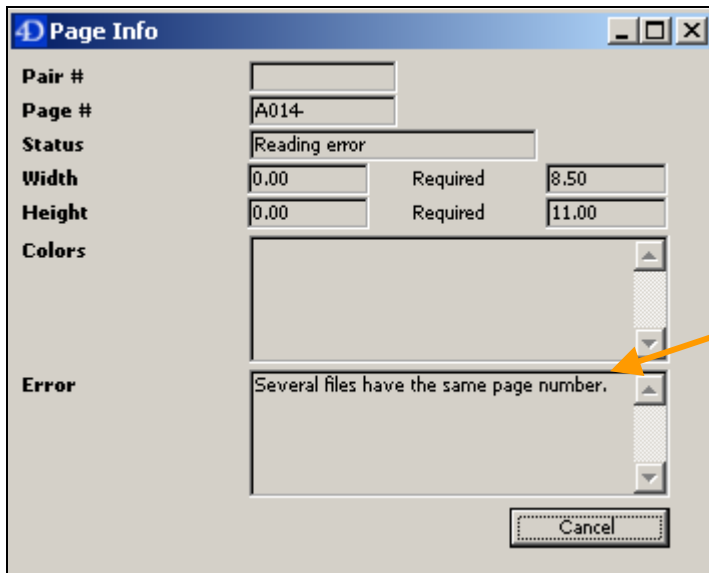 4D Page Info
Pair #
Page # A014-
Status Reading error
Width 0.00 Required 8.50
Height 0.00 Required 11.00
Colors
Error Several files have the same page number.
Cancel